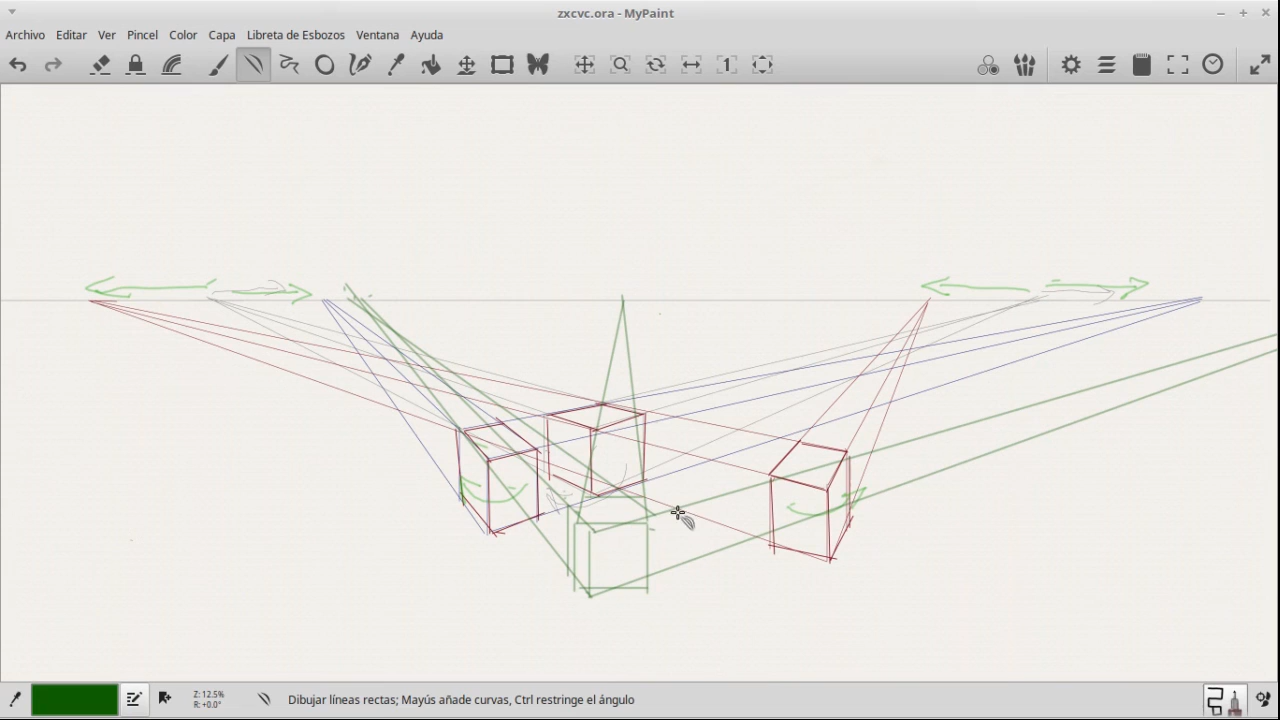 zxcvc.ora - MyPaint
Archivo Editar Ver Pincel Color Capa Libreta de Esbozos Ventana Ayuda
1
Z: 12.5%
R: +0.0°
Dibujar líneas rectas; Mayús añade curvas, Ctrl restringe el ángulo